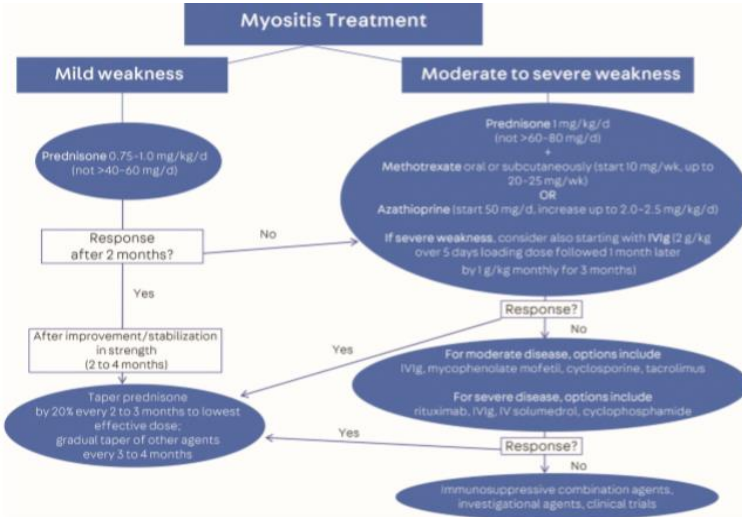 Myositis Treatment
Mild weakness
Moderate to severe weakness
Prednisone 0.75-1.0 mg/kg/d
(not >40-60 mg/d)
Prednisone 1 mg/kg/d
(not >60-80 mg/d)
+
Methotrexate oral or subcutaneously (start 10 mg/wk, up to
20-25 mg/wk)
OR
Azathioprine (start 50 mg/d, increase up to 2.0-2.5 mg/kg/d)
If severe weakness, consider also starting with IVIg (2 g/kg
over 5 days loading dose followed 1 month later
by 1 g/kg monthly for 3 months)
Response
after 2 months?
No
Yes
After improvement/stabilization
in strength
(2 to 4 months)
Response?
No
Yes
For moderate disease, options include
IVIg, mycophenolate mofetil, cyclosporine, tacrolimus
For severe disease, options include
rituximab, IVIg, IV solumedrol, cyclophosphamide
Taper prednisone
by 20% every 2 to 3 months to lowest
effective dose;
gradual taper of other agents
every 3 to 4 months
Yes
Response?
No
Immunosuppressive combination agents,
investigational agents, clinical trials